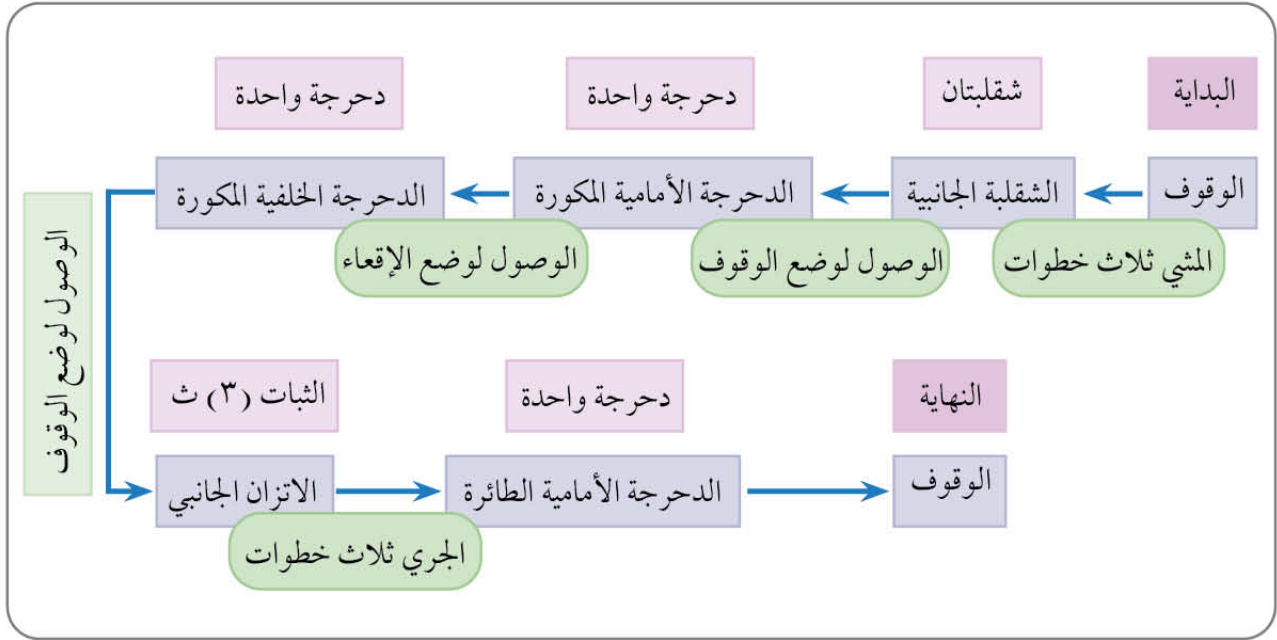 البداية
شقلبتان
دحرجة واحدة
دحرجة واحدة
الوقوف
الشقلبة الجانبية
الدحرجة الأمامية المكورة
الدحرجة الخلفية المكورة
المشي ثلاث خطوات
الوصول لوضع الوقوف
الوصول لوضع الإقعاء
الوصول لوضع الوقوف
الثبات (٣) ث
دحرجة واحدة
النهاية
الاتزان الجانبي
الدحرجة الأمامية الطائرة
الوقوف
الجري ثلاث خطوات